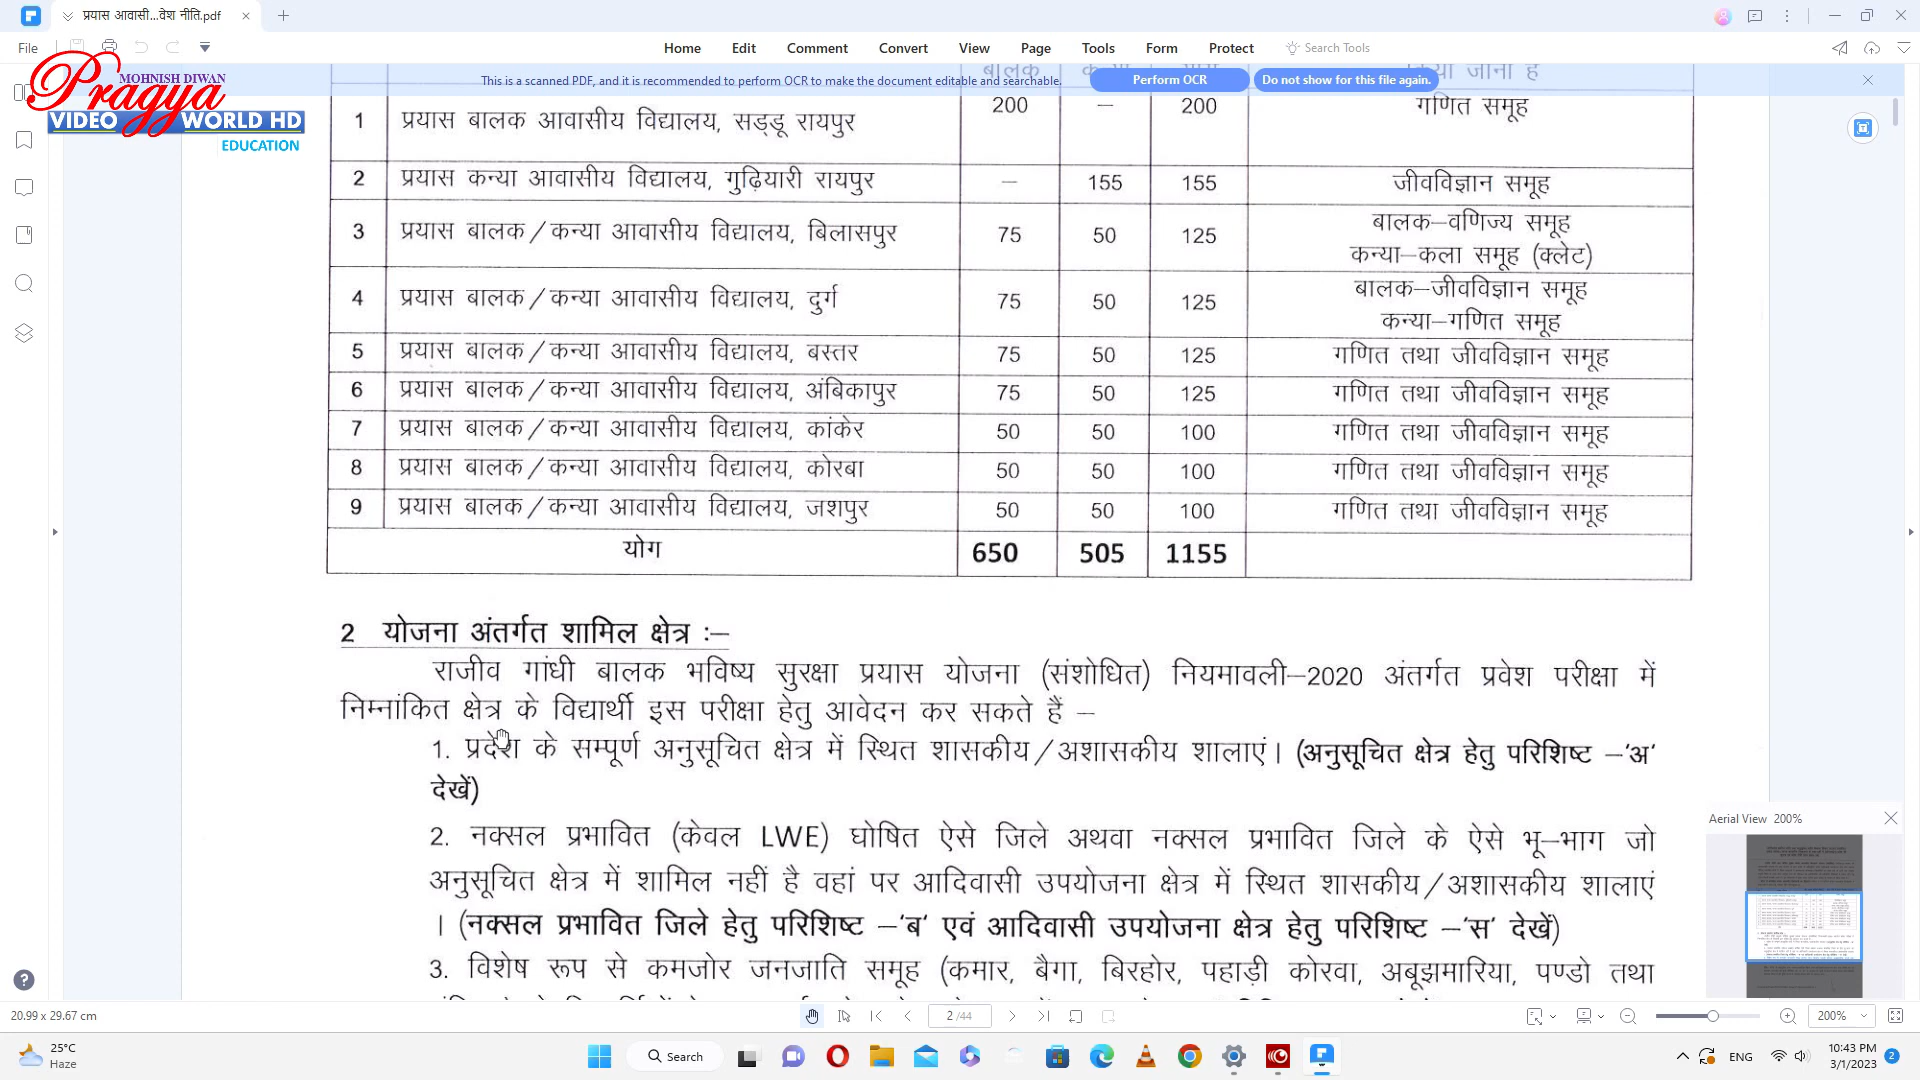 प्रयास आवासी...वेश नीति.pdf
File
Home Edit Comment Convert View Page Tools Form Protect Search Tools
MOHNISH DIWAN
Pragya
VIDEO WORLD HD
EDUCATION
This is a scanned PDF, and it is recommended to perform OCR to make the document editable and searchable. Perform OCR Do not show for this file again.
1 प्रयास बालक आवासीय विद्यालय, सड्डू रायपुर 200 — 200 गणित समूह
2 प्रयास कन्या आवासीय विद्यालय, गुढ़ियारी रायपुर — 155 155 जीवविज्ञान समूह
3 प्रयास बालक/कन्या आवासीय विद्यालय, बिलासपुर 75 50 125 बालक–वणिज्य समूह
कन्या–कला समूह (क्लेट)
4 प्रयास बालक/कन्या आवासीय विद्यालय, दुर्ग 75 50 125 बालक–जीवविज्ञान समूह
कन्या–गणित समूह
5 प्रयास बालक/कन्या आवासीय विद्यालय, बस्तर 75 50 125 गणित तथा जीवविज्ञान समूह
6 प्रयास बालक/कन्या आवासीय विद्यालय, अंबिकापुर 75 50 125 गणित तथा जीवविज्ञान समूह
7 प्रयास बालक/कन्या आवासीय विद्यालय, कांकेर 50 50 100 गणित तथा जीवविज्ञान समूह
8 प्रयास बालक/कन्या आवासीय विद्यालय, कोरबा 50 50 100 गणित तथा जीवविज्ञान समूह
9 प्रयास बालक/कन्या आवासीय विद्यालय, जशपुर 50 50 100 गणित तथा जीवविज्ञान समूह
योग 650 505 1155
2 योजना अंतर्गत शामिल क्षेत्र :–
राजीव गांधी बालक भविष्य सुरक्षा प्रयास योजना (संशोधित) नियमावली–2020 अंतर्गत प्रवेश परीक्षा में
निम्नांकित क्षेत्र के विद्यार्थी इस परीक्षा हेतु आवेदन कर सकते हैं –
1. प्रदेश के सम्पूर्ण अनुसूचित क्षेत्र में स्थित शासकीय/अशासकीय शालाएं। (अनुसूचित क्षेत्र हेतु परिशिष्ट –'अ'
देखें)
2. नक्सल प्रभावित (केवल LWE) घोषित ऐसे जिले अथवा नक्सल प्रभावित जिले के ऐसे भू–भाग जो
अनुसूचित क्षेत्र में शामिल नहीं है वहां पर आदिवासी उपयोजना क्षेत्र में स्थित शासकीय/अशासकीय शालाएं
। (नक्सल प्रभावित जिले हेतु परिशिष्ट –'ब' एवं आदिवासी उपयोजना क्षेत्र हेतु परिशिष्ट –'स' देखें)
3. विशेष रूप से कमजोर जनजाति समूह (कमार, बैगा, बिरहोर, पहाड़ी कोरवा, अबूझमारिया, पण्डो तथा
Aerial View 200%
20.99 x 29.67 cm
2 /44
200%
25°C
Haze
Search
ENG
10:43 PM
3/1/2023
2